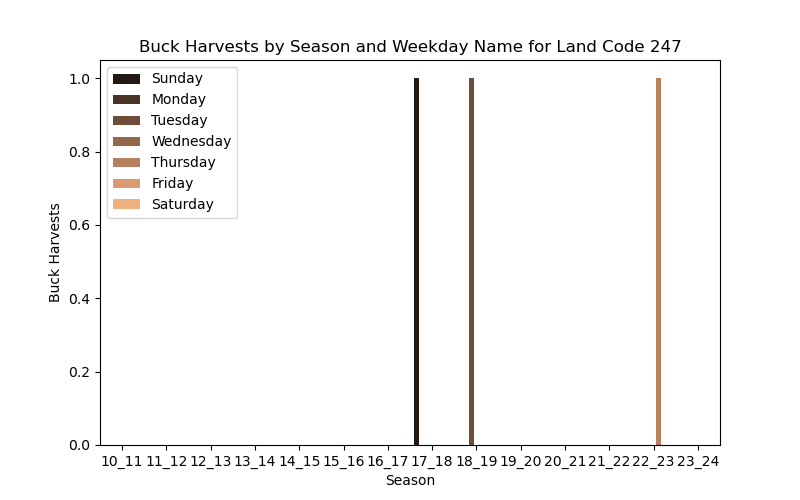 Buck Harvests by Season and Weekday Name for Land Code 247
1.0
0.8
0.6
0.4
0.2
0.0
Buck Harvests
Sunday
Monday
Tuesday
Wednesday
Thursday
Friday
Saturday
10_11 11_12 12_13 13_14 14_15 15_16 16_17 17_18 18_19 19_20 20_21 21_22 22_23 23_24
Season